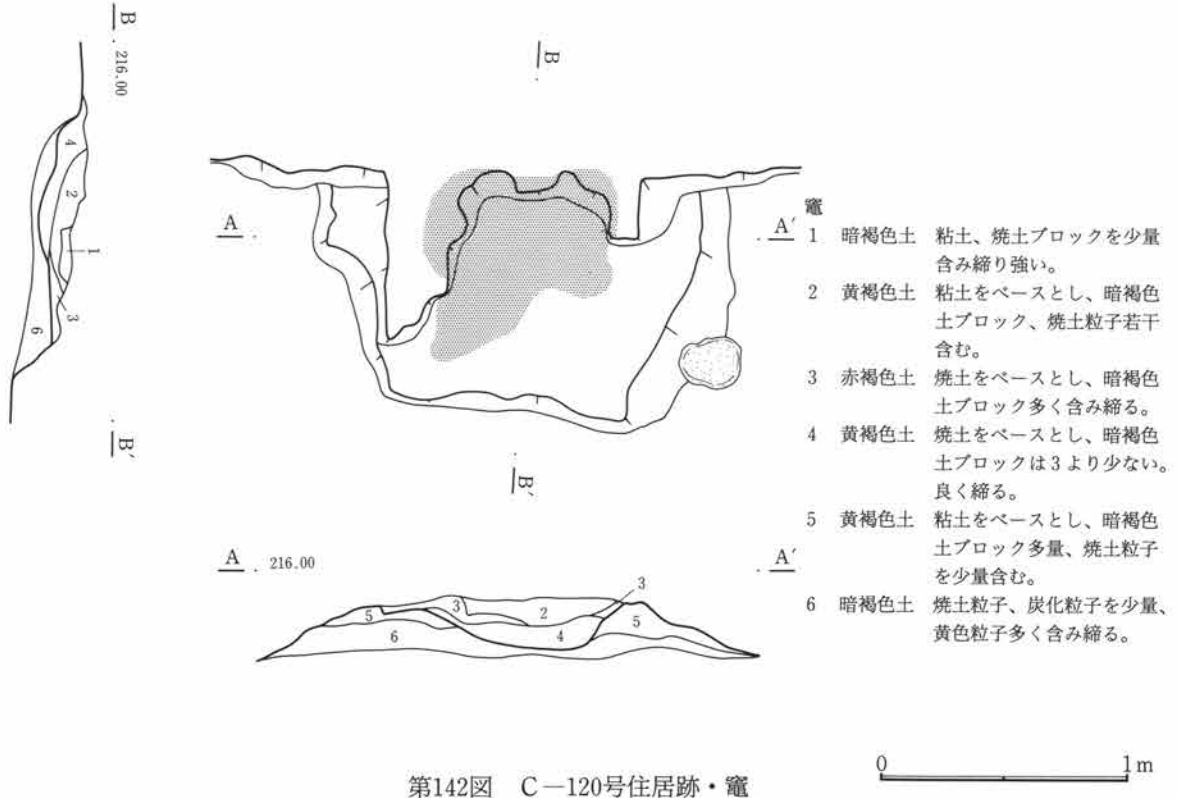 B
216.00
4
2
1
3
6
B'
B
A
A'
B'
竈
1 暗褐色土 粘土、焼土ブロックを少量
含み締り強い。
2 黄褐色土 粘土をベースとし、暗褐色
土ブロック、焼土粒子若干
含む。
3 赤褐色土 焼土をベースとし、暗褐色
土ブロック多く含み締る。
4 黄褐色土 焼土をベースとし、暗褐色
土ブロックは3より少ない。
良く締る。
5 黄褐色土 粘土をベースとし、暗褐色
土ブロック多量、焼土粒子
を少量含む。
6 暗褐色土 焼土粒子、炭化粒子を少量、
黄色粒子多く含み締る。
A 216.00 A'
3
5 3 2 5
6 4
0 1m
第142図 C―120号住居跡・竈